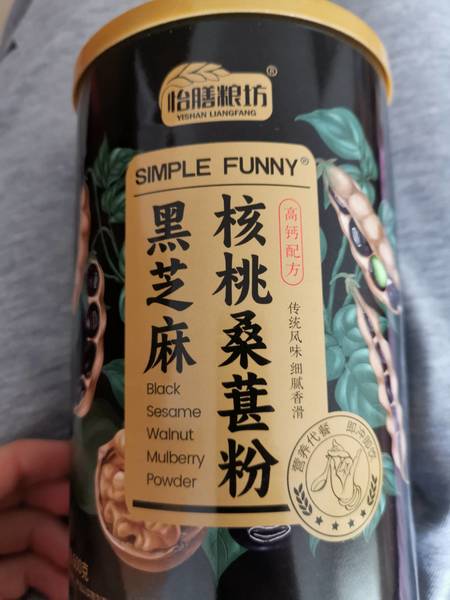 怡膳粮坊®
YISHAN LIANGFANG
SIMPLE FUNNY®
黑芝麻
核桃桑葚粉
高钙配方
传统风味 细腻香滑
Black
Sesame
Walnut
Mulberry
Powder
营养代餐 即冲即饮